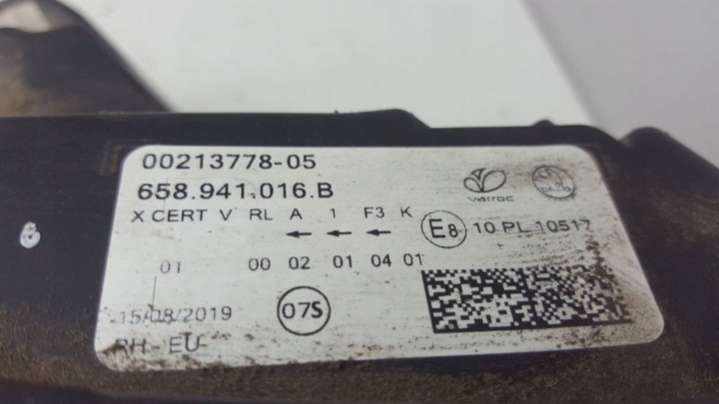 00213778-05
658.941.016.B
varroc
X CERT V RL A 1 F3 K
E8 10 PL 10517
01 00 02 01 04 01
15/08/2019
07S
RH - EU